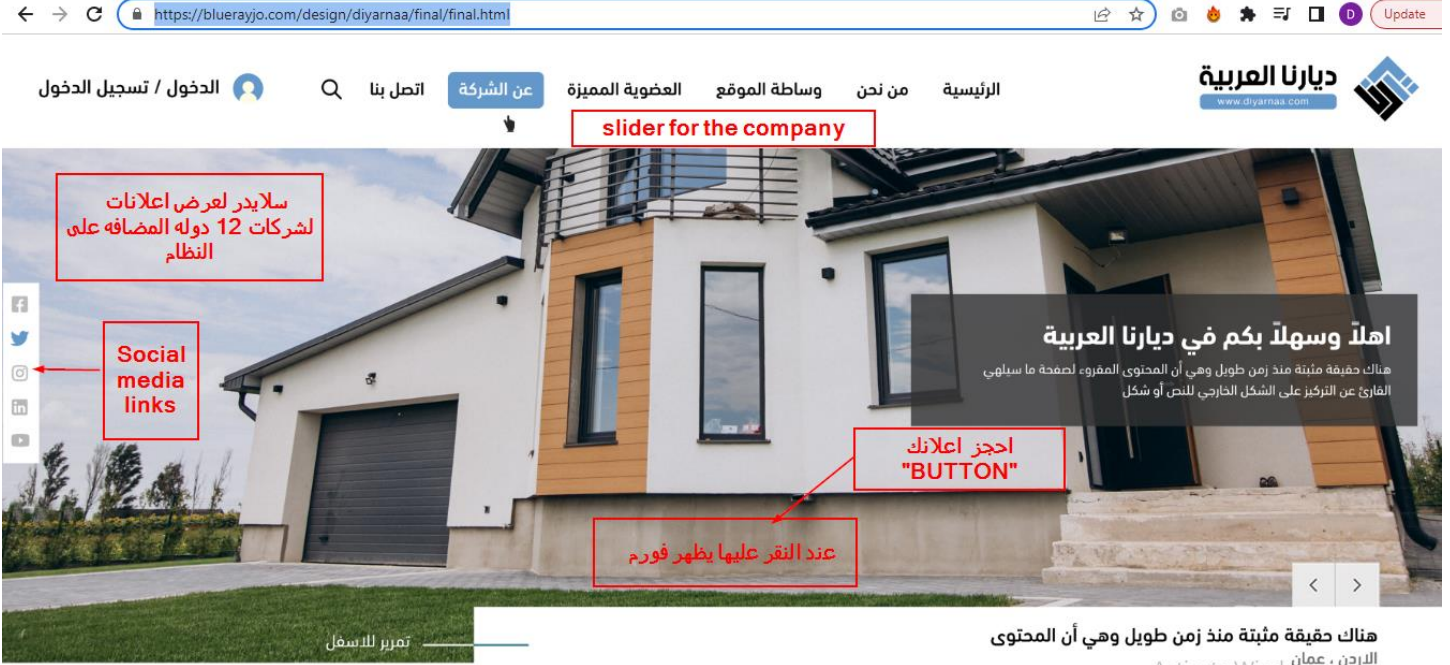 https://bluerayjo.com/design/diyarnaa/final/final.html
D
Update
ديارنا العربية
www.diyarnaa.com
الرئيسية
من نحن
وساطة الموقع
العضوية المميزة
عن الشركة
اتصل بنا
الدخول / تسجيل الدخول
slider for the company
سلايدر لعرض اعلانات
لشركات 12 دوله المضافه على
النظام
Social
media
links
اهلاً وسهلاً بكم في ديارنا العربية
هناك حقيقة مثبتة منذ زمن طويل وهي أن المحتوى المقروء لصفحة ما سيلهي
القارئ عن التركيز على الشكل الخارجي للنص أو شكل
احجز اعلانك
"BUTTON"
عند النقر عليها يظهر فورم
تمرير للاسفل
هناك حقيقة مثبتة منذ زمن طويل وهي أن المحتوى
الاردن ، عمان